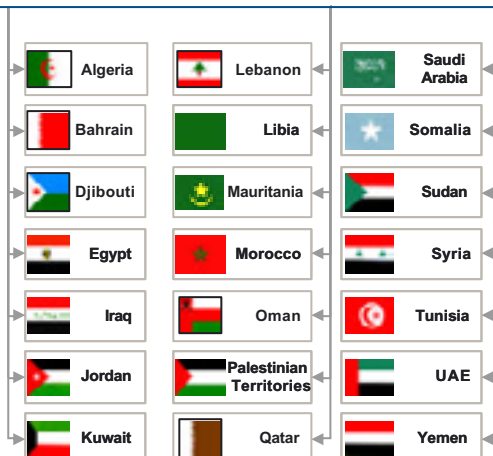 Algeria
Bahrain
Djibouti
Egypt
Iraq
Jordan
Kuwait
Lebanon
Libia
Mauritania
Morocco
Oman
Palestinian
Territories
Qatar
Saudi
Arabia
Somalia
Sudan
Syria
Tunisia
UAE
Yemen